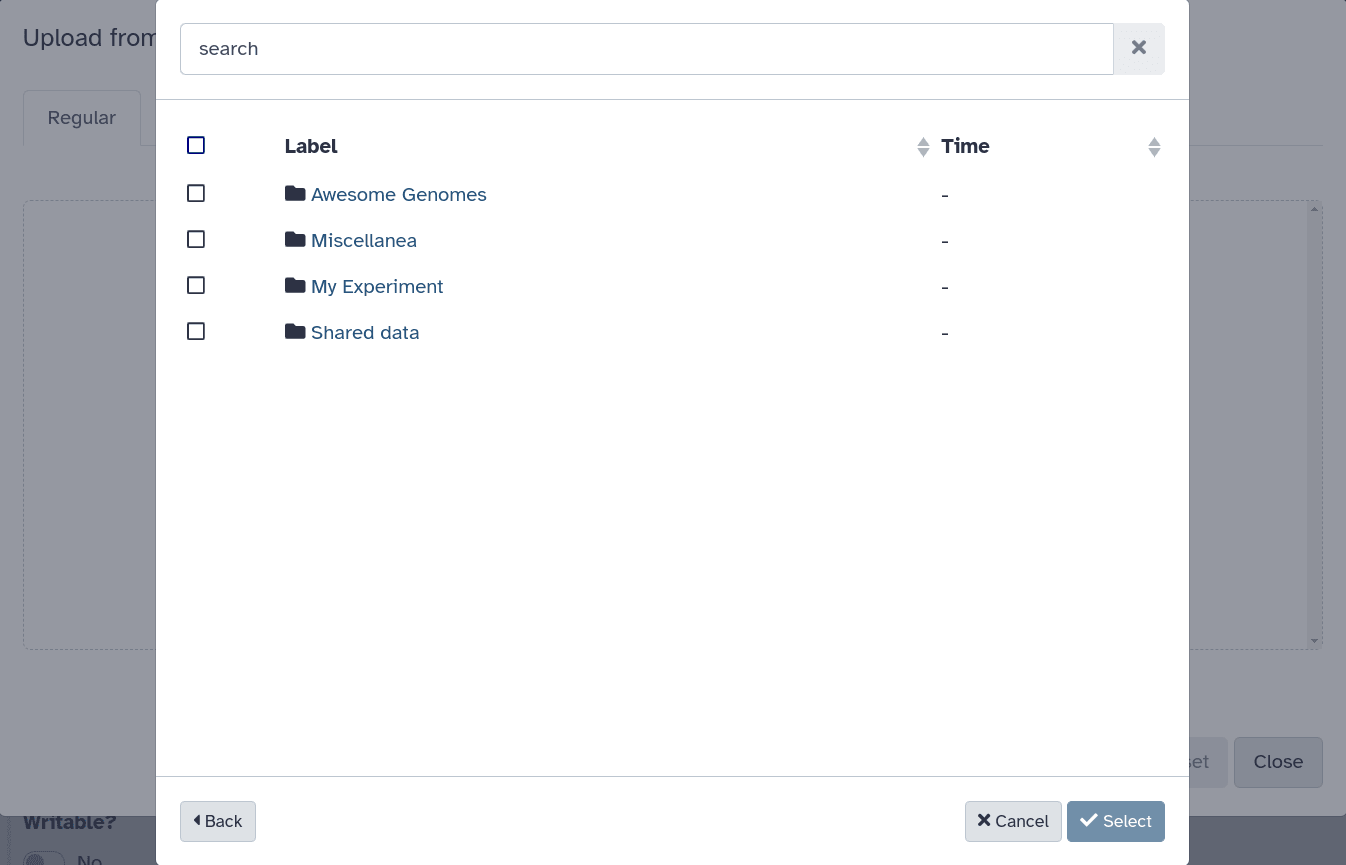 Upload from
search
Regular
Label Time
Awesome Genomes -
Miscellanea -
My Experiment -
Shared data -
Close
Back Cancel Select
Writable?
No